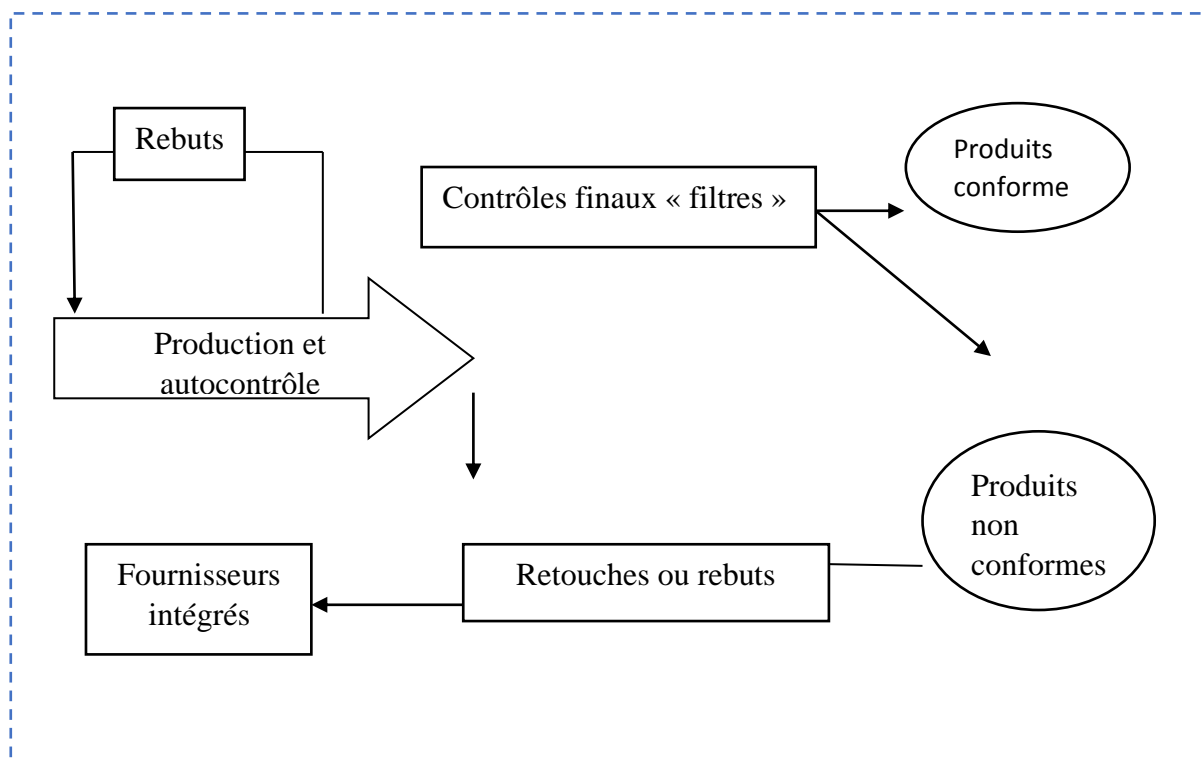 Rebuts
Contrôles finaux « filtres »
Produits
conforme
Production et
autocontrôle
Produits
non
conformes
Fournisseurs
intégrés
Retouches ou rebuts